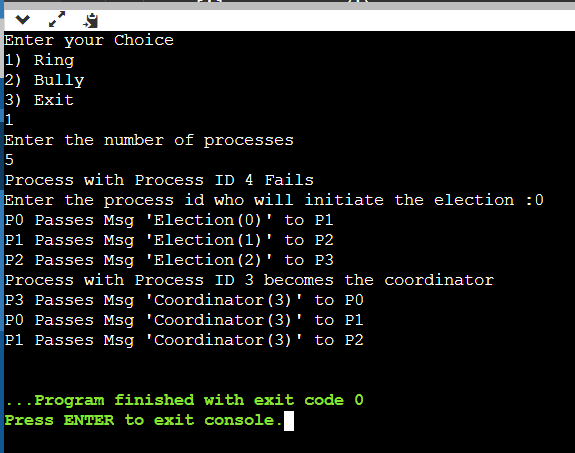 Enter your Choice
1) Ring
2) Bully
3) Exit
1
Enter the number of processes
5
Process with Process ID 4 Fails
Enter the process id who will initiate the election :0
P0 Passes Msg 'Election(0)' to P1
P1 Passes Msg 'Election(1)' to P2
P2 Passes Msg 'Election(2)' to P3
Process with Process ID 3 becomes the coordinator
P3 Passes Msg 'Coordinator(3)' to P0
P0 Passes Msg 'Coordinator(3)' to P1
P1 Passes Msg 'Coordinator(3)' to P2
...Program finished with exit code 0
Press ENTER to exit console.